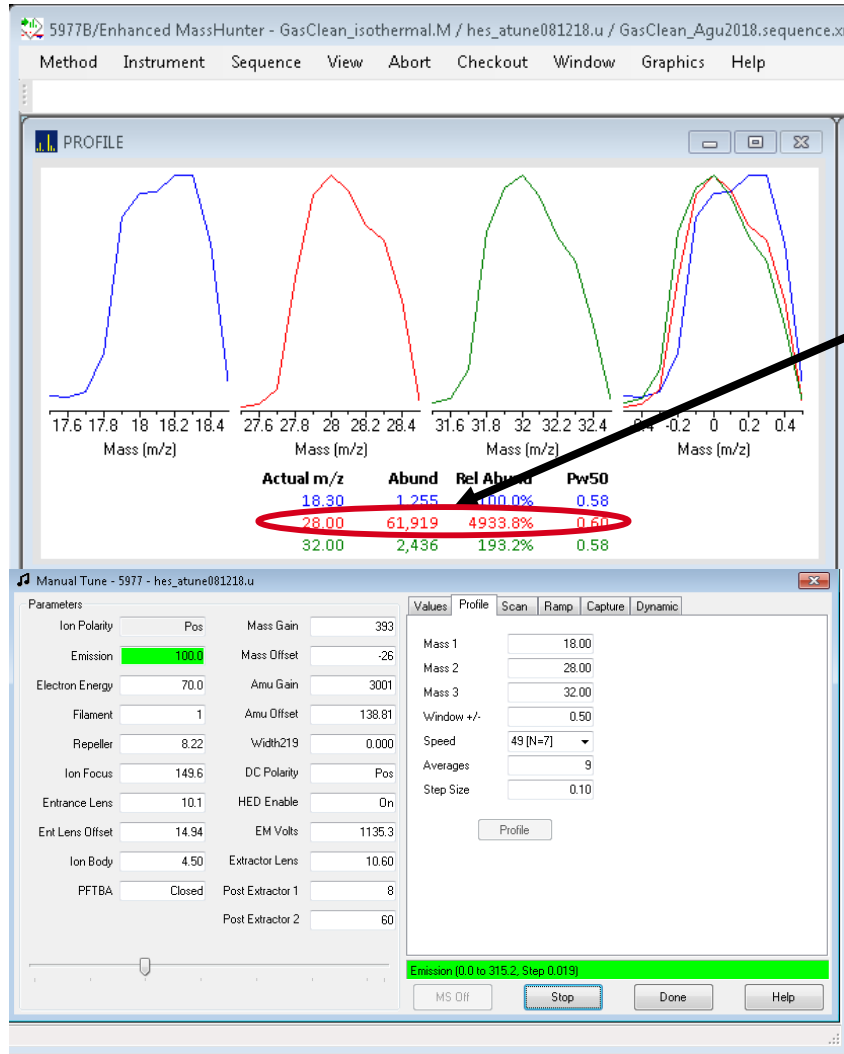 5977B/Enhanced MassHunter - GasClean_isothermal.M / hes_atune081218.u / GasClean_Agu2018.sequence.x
Method Instrument Sequence View Abort Checkout Window Graphics Help
PROFILE
17.6 17.8 18 18.2 18.4 27.6 27.8 28 28.2 28.4 31.6 31.8 32 32.2 32.4 -0.2 0 0.2 0.4
Mass (m/z) Mass (m/z) Mass (m/z) Mass (m/z)
Actual m/z Abund Rel Abund Pw50
18.30 1,255 100.0% 0.58
28.00 61,919 4933.8% 0.60
32.00 2,436 193.2% 0.58
Manual Tune - 5977 - hes_atune081218.u
Parameters
Ion Polarity Pos Mass Gain 393
Emission 100.0 Mass Offset -26
Electron Energy 70.0 Amu Gain 3001
Filament 1 Amu Offset 138.81
Repeller 8.22 Width219 0.000
Ion Focus 149.6 DC Polarity Pos
Entrance Lens 10.1 HED Enable On
Ent Lens Offset 14.94 EM Volts 1135.3
Ion Body 4.50 Extractor Lens 10.60
PFTBA Closed Post Extractor 1 8
Post Extractor 2 60
Values Profile Scan Ramp Capture Dynamic
Mass 1 18.00
Mass 2 28.00
Mass 3 32.00
Window +/- 0.50
Speed 49 [N=7]
Averages 9
Step Size 0.10
Profile
Emission (0.0 to 315.2, Step 0.019)
MS Off Stop Done Help